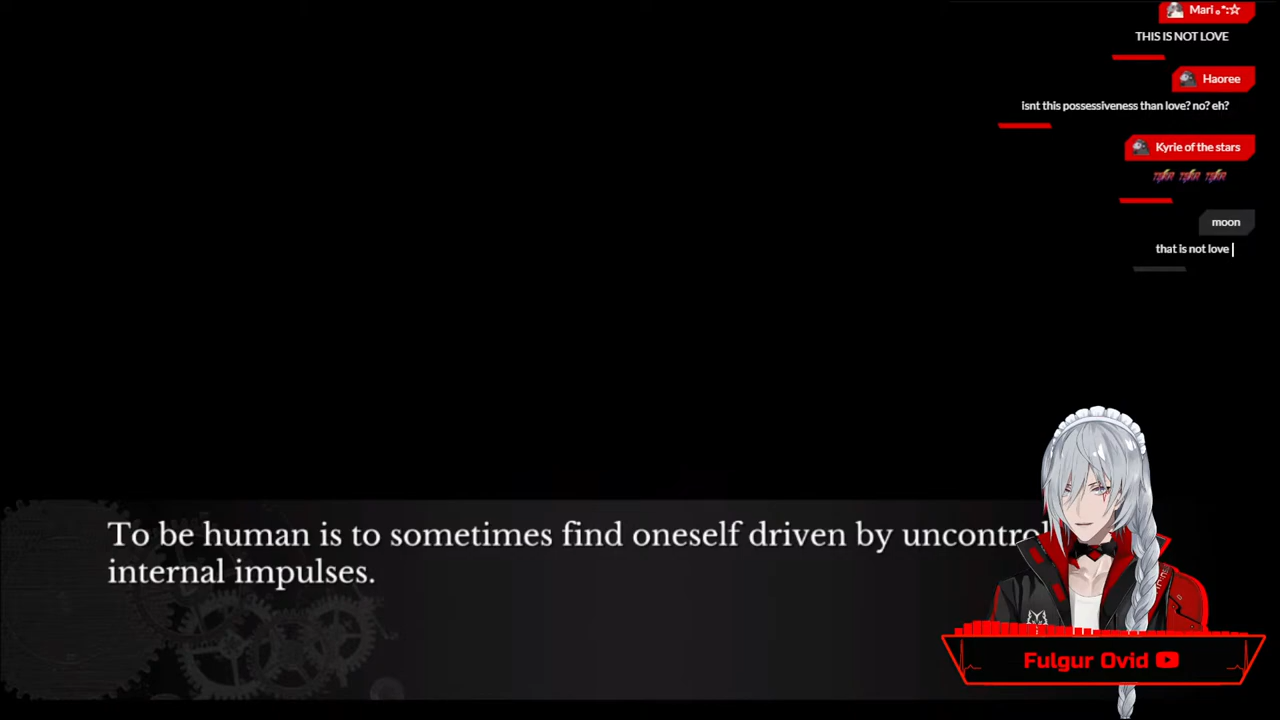 Mari ｡*:☆
THIS IS NOT LOVE
Haoree
isnt this possessiveness than love? no? eh?
Kyrie of the stars
moon
that is not love
To be human is to sometimes find oneself driven by
internal impulses.
Fulgur Ovid